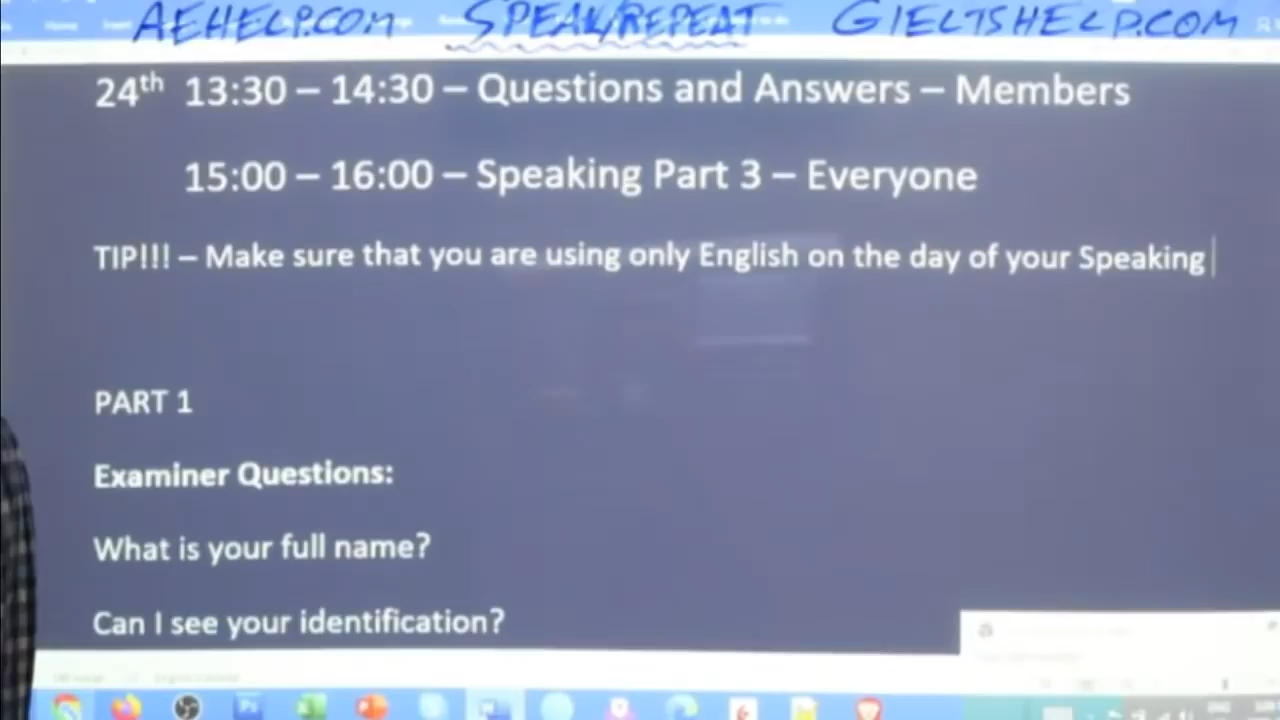 AEHELP.COM SPEAK/REPEAT GIELTSHELP.COM
24th 13:30 – 14:30 – Questions and Answers – Members
15:00 – 16:00 – Speaking Part 3 – Everyone
TIP!!! – Make sure that you are using only English on the day of your Speaking
PART 1
Examiner Questions:
What is your full name?
Can I see your identification?